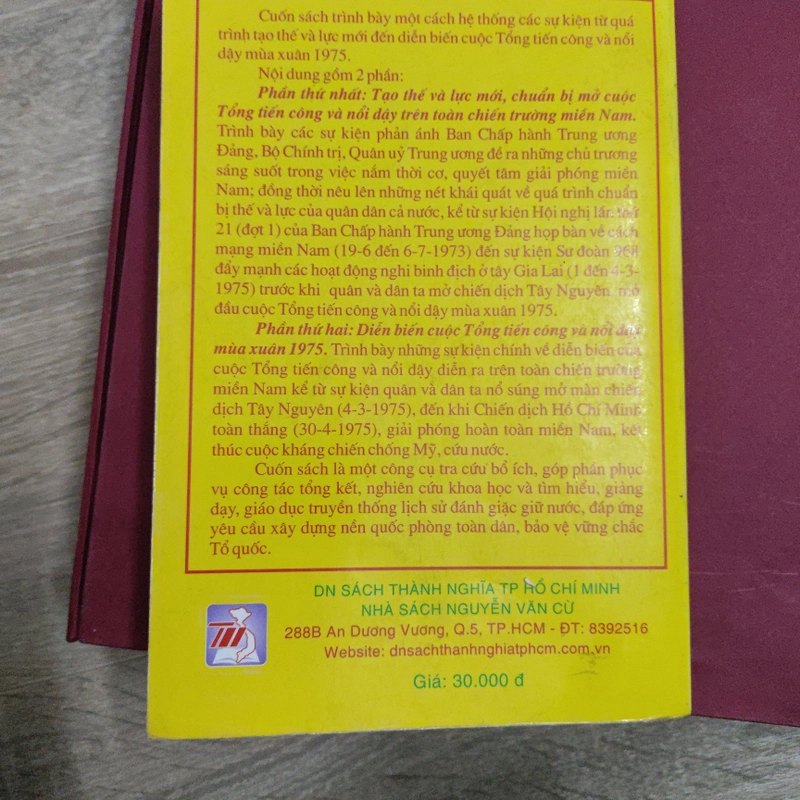 Cuốn sách trình bày một cách hệ thống các sự kiện từ quá
trình tạo thế và lực mới đến diễn biến cuộc Tổng tiến công và nổi
dậy mùa xuân 1975.
Nội dung gồm 2 phần:
Phần thứ nhất: Tạo thế và lực mới, chuẩn bị mở cuộc
Tổng tiến công và nổi dậy trên toàn chiến trường miền Nam.
Trình bày các sự kiện phản ánh Ban Chấp hành Trung ương
Đảng, Bộ Chính trị, Quân uỷ Trung ương đề ra những chủ trương
sáng suốt trong việc nắm thời cơ, quyết tâm giải phóng miền
Nam; đồng thời nêu lên những nét khái quát về quá trình chuẩn
bị thế và lực của quân dân cả nước, kể từ sự kiện Hội nghị lần thứ
21 (đợt 1) của Ban Chấp hành Trung ương Đảng họp bàn về cách
mạng miền Nam (19-6 đến 6-7-1973) đến sự kiện Sư đoàn 968
đẩy mạnh các hoạt động nghi binh địch ở tây Gia Lai (1 đến 4-3-
1975) trước khi quân và dân ta mở chiến dịch Tây Nguyên mở
đầu cuộc Tổng tiến công và nổi dậy mùa xuân 1975.
Phần thứ hai: Diễn biến cuộc Tổng tiến công và nổi dậy
mùa xuân 1975. Trình bày những sự kiện chính về diễn biến của
cuộc Tổng tiến công và nổi dậy diễn ra trên toàn chiến trường
miền Nam kể từ sự kiện quân và dân ta nổ súng mở màn chiến
dịch Tây Nguyên (4-3-1975), đến khi Chiến dịch Hồ Chí Minh
toàn thắng (30-4-1975), giải phóng hoàn toàn miền Nam, kết
thúc cuộc kháng chiến chống Mỹ, cứu nước.
Cuốn sách là một công cụ tra cứu bổ ích, góp phần phục
vụ công tác tổng kết, nghiên cứu khoa học và tìm hiểu, giảng
dạy, giáo dục truyền thống lịch sử đánh giặc giữ nước, đáp ứng
yêu cầu xây dựng nền quốc phòng toàn dân, bảo vệ vững chắc
Tổ quốc.
DN SÁCH THÀNH NGHĨA TP HỒ CHÍ MINH
NHÀ SÁCH NGUYỄN VĂN CỪ
288B An Dương Vương, Q.5, TP.HCM - ĐT: 8392516
Website: dnsachthanhnghiatphcm.com.vn
Giá: 30.000 đ